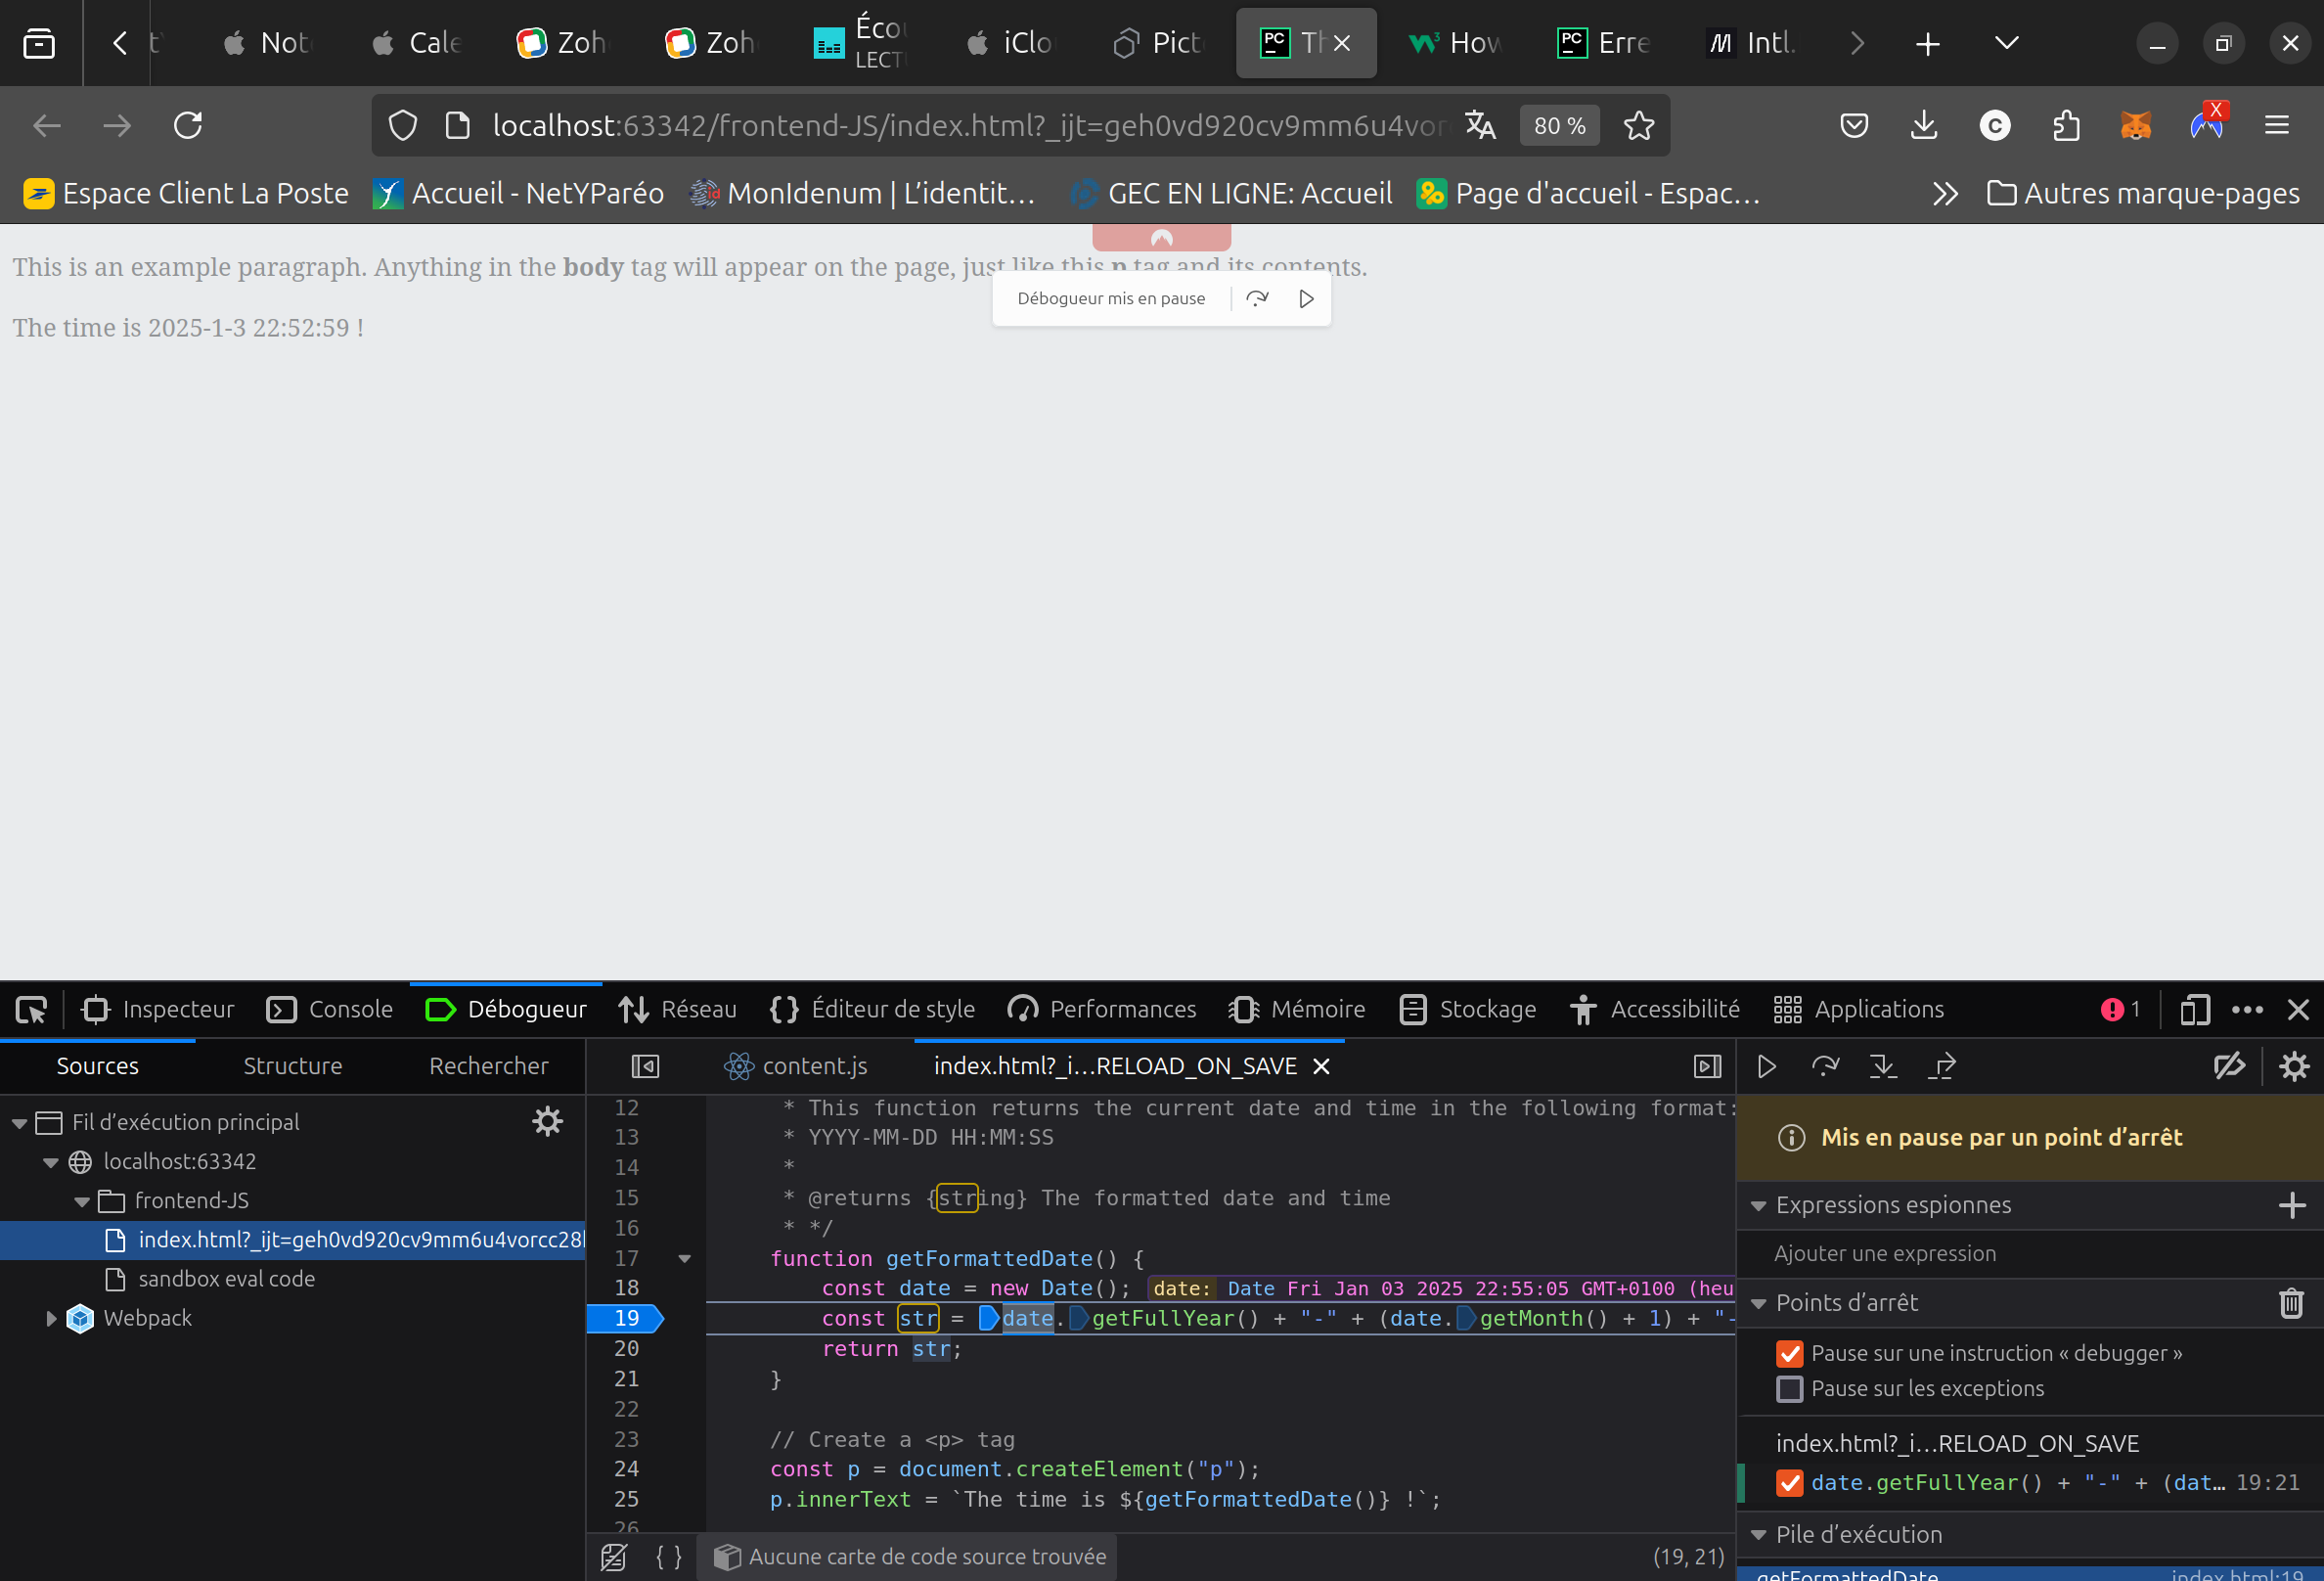 Note
Cale
Zoh
Zoh
Écou
LECT
iClo
Pict
Th
How
Erre
Intl.
localhost:63342/frontend-JS/index.html?_ijt=geh0vd920cv9mm6u4vor
80 %
X
Espace Client La Poste
Accueil - NetYParéo
MonIdenum | L’identit…
GEC EN LIGNE: Accueil
Page d'accueil - Espac…
Autres marque-pages
This is an example paragraph. Anything in the body tag will appear on the page, just like this p tag and its contents.
Débogueur mis en pause
The time is 2025-1-3 22:52:59 !
Inspecteur
Console
Débogueur
Réseau
Éditeur de style
Performances
Mémoire
Stockage
Accessibilité
Applications
1
Sources
Structure
Rechercher
content.js
index.html?_i…RELOAD_ON_SAVE
Fil d’exécution principal
localhost:63342
frontend-JS
index.html?_ijt=geh0vd920cv9mm6u4vorcc28
sandbox eval code
Webpack
12 * This function returns the current date and time in the following format:
13 * YYYY-MM-DD HH:MM:SS
14 *
15 * @returns {string} The formatted date and time
16 * */
17 function getFormattedDate() {
18 const date = new Date(); date: Date Fri Jan 03 2025 22:55:05 GMT+0100 (heu
19 const str = date.getFullYear() + "-" + (date.getMonth() + 1) + "-
20 return str;
21 }
22
23 // Create a <p> tag
24 const p = document.createElement("p");
25 p.innerText = `The time is ${getFormattedDate()} !`;
26
Aucune carte de code source trouvée
(19, 21)
Mis en pause par un point d’arrêt
Expressions espionnes
Ajouter une expression
Points d’arrêt
Pause sur une instruction « debugger »
Pause sur les exceptions
index.html?_i…RELOAD_ON_SAVE
date.getFullYear() + "-" + (dat… 19:21
Pile d’exécution
getFormattedDate index.html:19